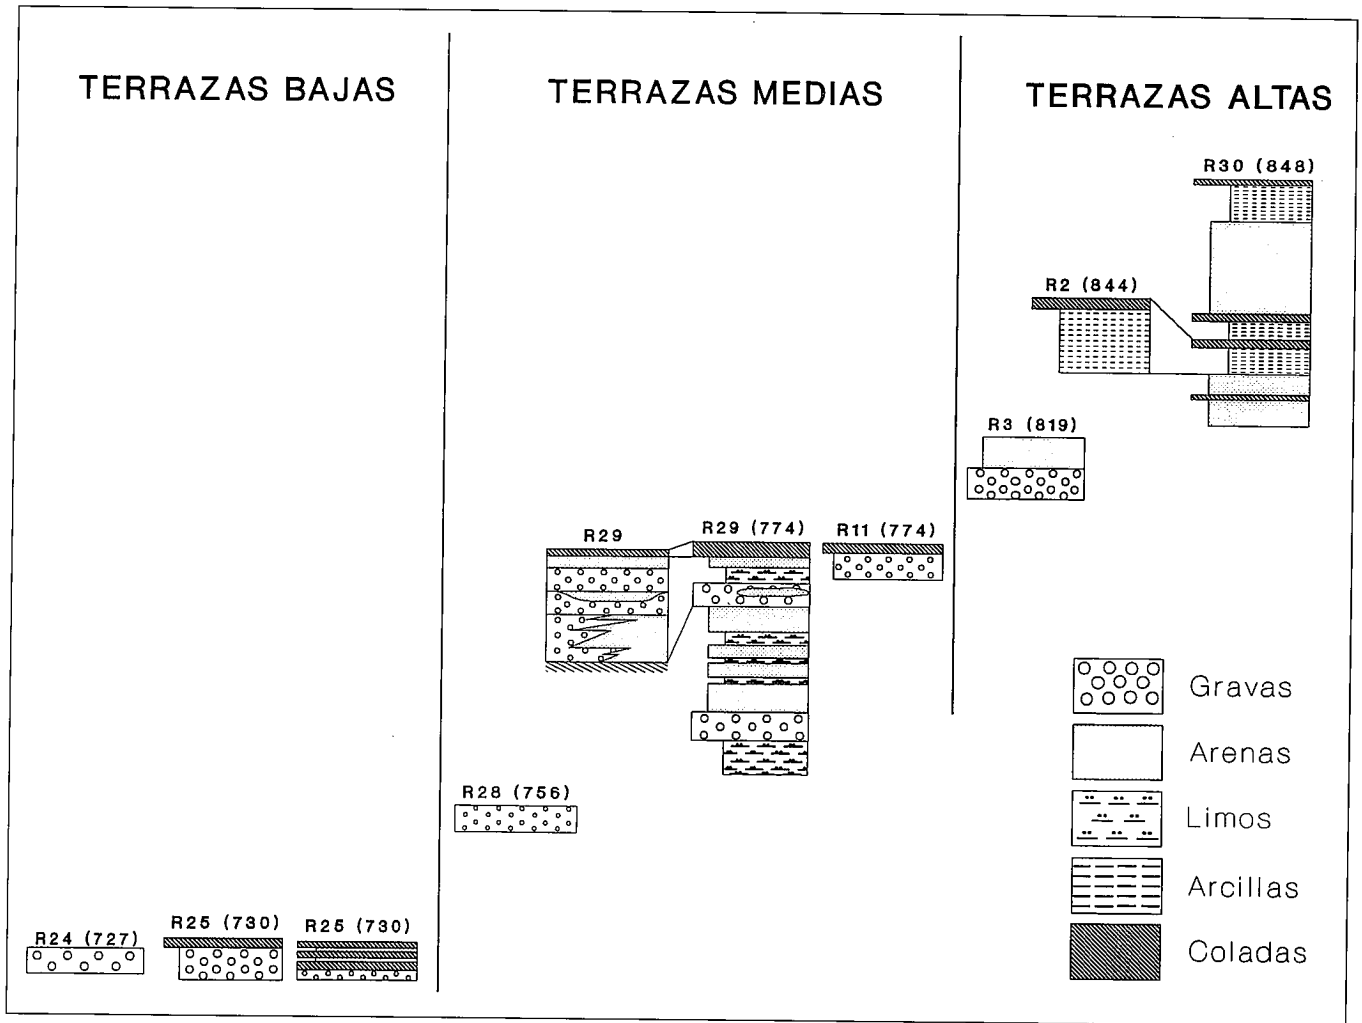 TERRAZAS BAJAS
TERRAZAS MEDIAS
TERRAZAS ALTAS
R30 (848)
R2 (844)
R3 (819)
R29
R29 (774)
R11 (774)
R28 (756)
R24 (727)
R25 (730)
R25 (730)
Gravas
Arenas
Limos
Arcillas
Coladas